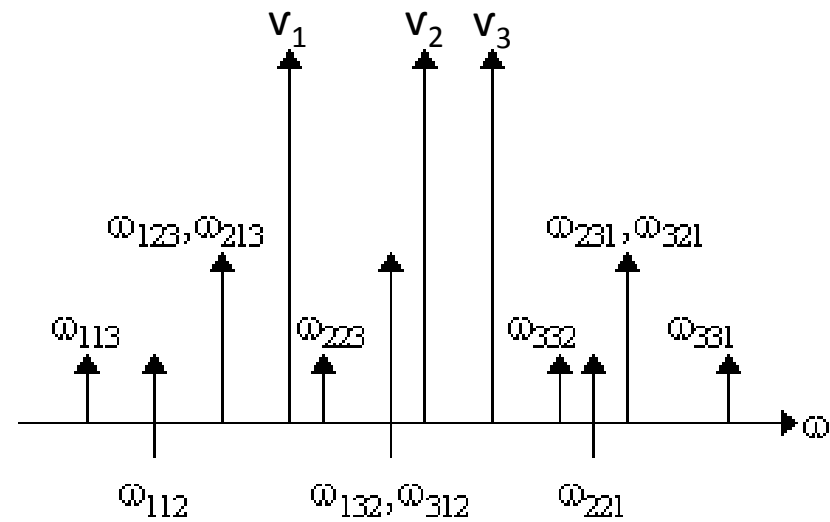 v₁ v₂ v₃
ω₁₂₃,ω₂₁₃ ω₂₃₁,ω₃₂₁
ω₁₁₃ ω₂₂₃ ω₃₃₂ ω₃₃₁
ω
ω₁₁₂ ω₁₃₂,ω₃₁₂ ω₂₂₁